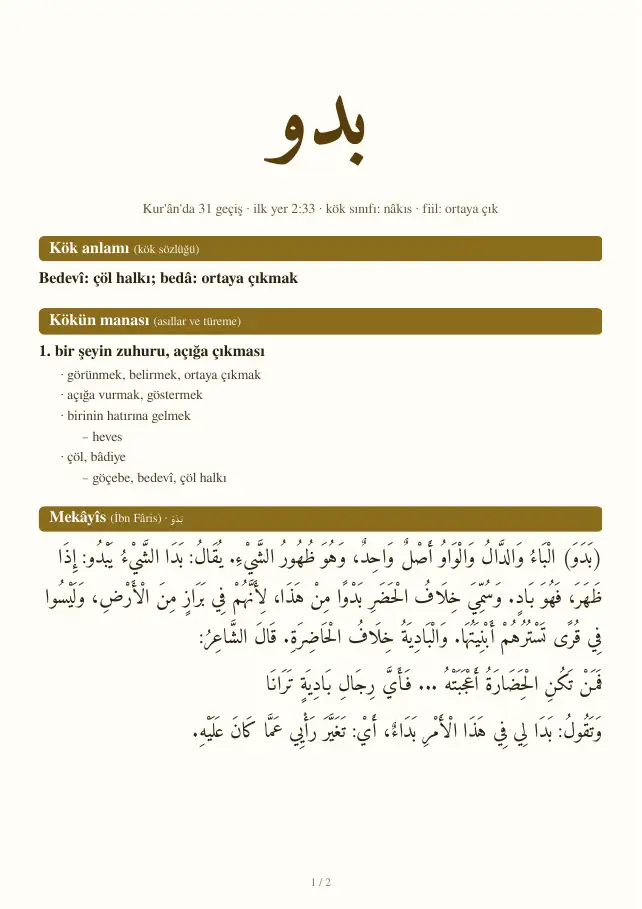 بدو
Kur'ân'da 31 geçiş · ilk yer 2:33 · kök sınıfı: nâkıs · fiil: ortaya çık
Kök anlamı (kök sözlüğü)
Bedevî: çöl halkı; bedâ: ortaya çıkmak
Kökün manası (asıllar ve türeme)
1. bir şeyin zuhuru, açığa çıkması
· görünmek, belirmek, ortaya çıkmak
· açığa vurmak, göstermek
· birinin hatırına gelmek
– heves
· çöl, bâdiye
– göçebe, bedevî, çöl halkı
Mekâyîs (İbn Fâris) · بَدَوَ
(بَدَوَ) الْبَاءُ وَالدَّالُ وَالْوَاوُ أَصْلٌ وَاحِدٌ، وَهُوَ ظُهُورُ الشَّيْءِ. يُقَالُ: بَدَا الشَّيْءُ يَبْدُو: إِذَا
ظَهَرَ، فَهُوَ بَادٍ. وَسُمِّيَ خِلَافُ الْحَضَرِ بَدْوًا مِنْ هَذَا، لِأَنَّهُمْ فِي بَرَازٍ مِنَ الْأَرْضِ، وَلَيْسُوا
فِي قُرًى تَسْتُرُهُمْ أَبْنِيَتُهَا. وَالْبَادِيَةُ خِلَافُ الْحَاضِرَةِ. قَالَ الشَّاعِرُ:
فَمَنْ تَكُنِ الْحَضَارَةُ أَعْجَبَتْهُ ... فَأَيَّ رِجَالِ بَادِيَةٍ تَرَانَا
وَتَقُولُ: بَدَا لِي فِي هَذَا الْأَمْرِ بَدَاءٌ، أَيْ: تَغَيَّرَ رَأْيِي عَمَّا كَانَ عَلَيْهِ.
1 / 2